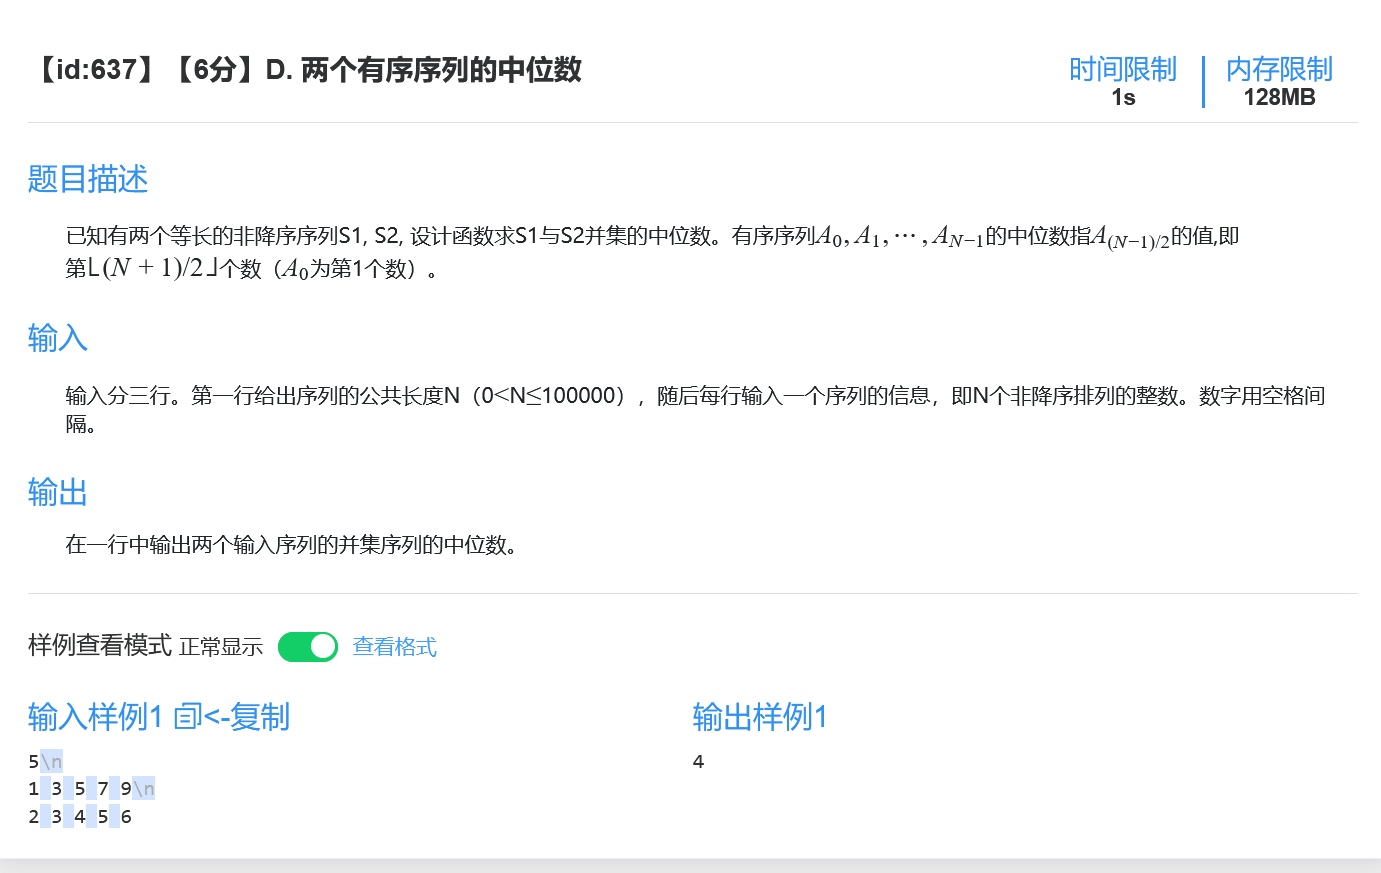 【id:637】【6分】D. 两个有序序列的中位数
时间限制
1s
内存限制
128MB
题目描述
已知有两个等长的非降序序列S1, S2, 设计函数求S1与S2并集的中位数。有序序列A0, A1, ⋯, AN−1的中位数指A(N−1)/2的值,即
第⌊(N + 1)/2⌋个数（A0为第1个数）。
输入
输入分三行。第一行给出序列的公共长度N（0<N≤100000），随后每行输入一个序列的信息，即N个非降序排列的整数。数字用空格间
隔。
输出
在一行中输出两个输入序列的并集序列的中位数。
样例查看模式 正常显示 查看格式
输入样例1 <-复制
5\n
1 3 5 7 9\n
2 3 4 5 6
输出样例1
4